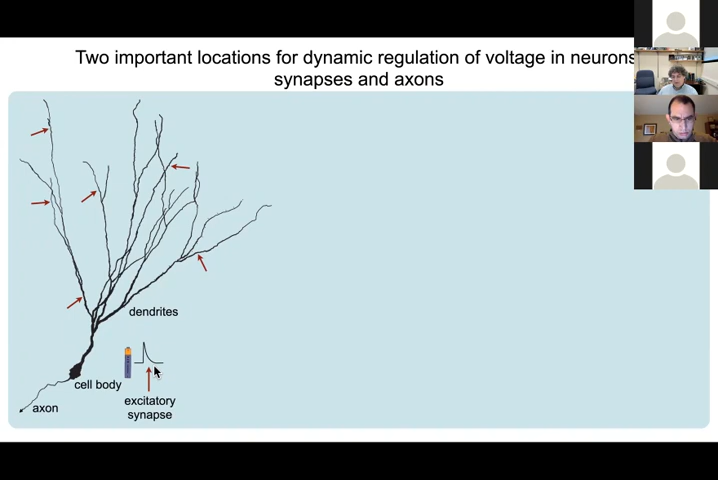 Two important locations for dynamic regulation of voltage in neurons
synapses and axons
dendrites
cell body
axon
excitatory
synapse